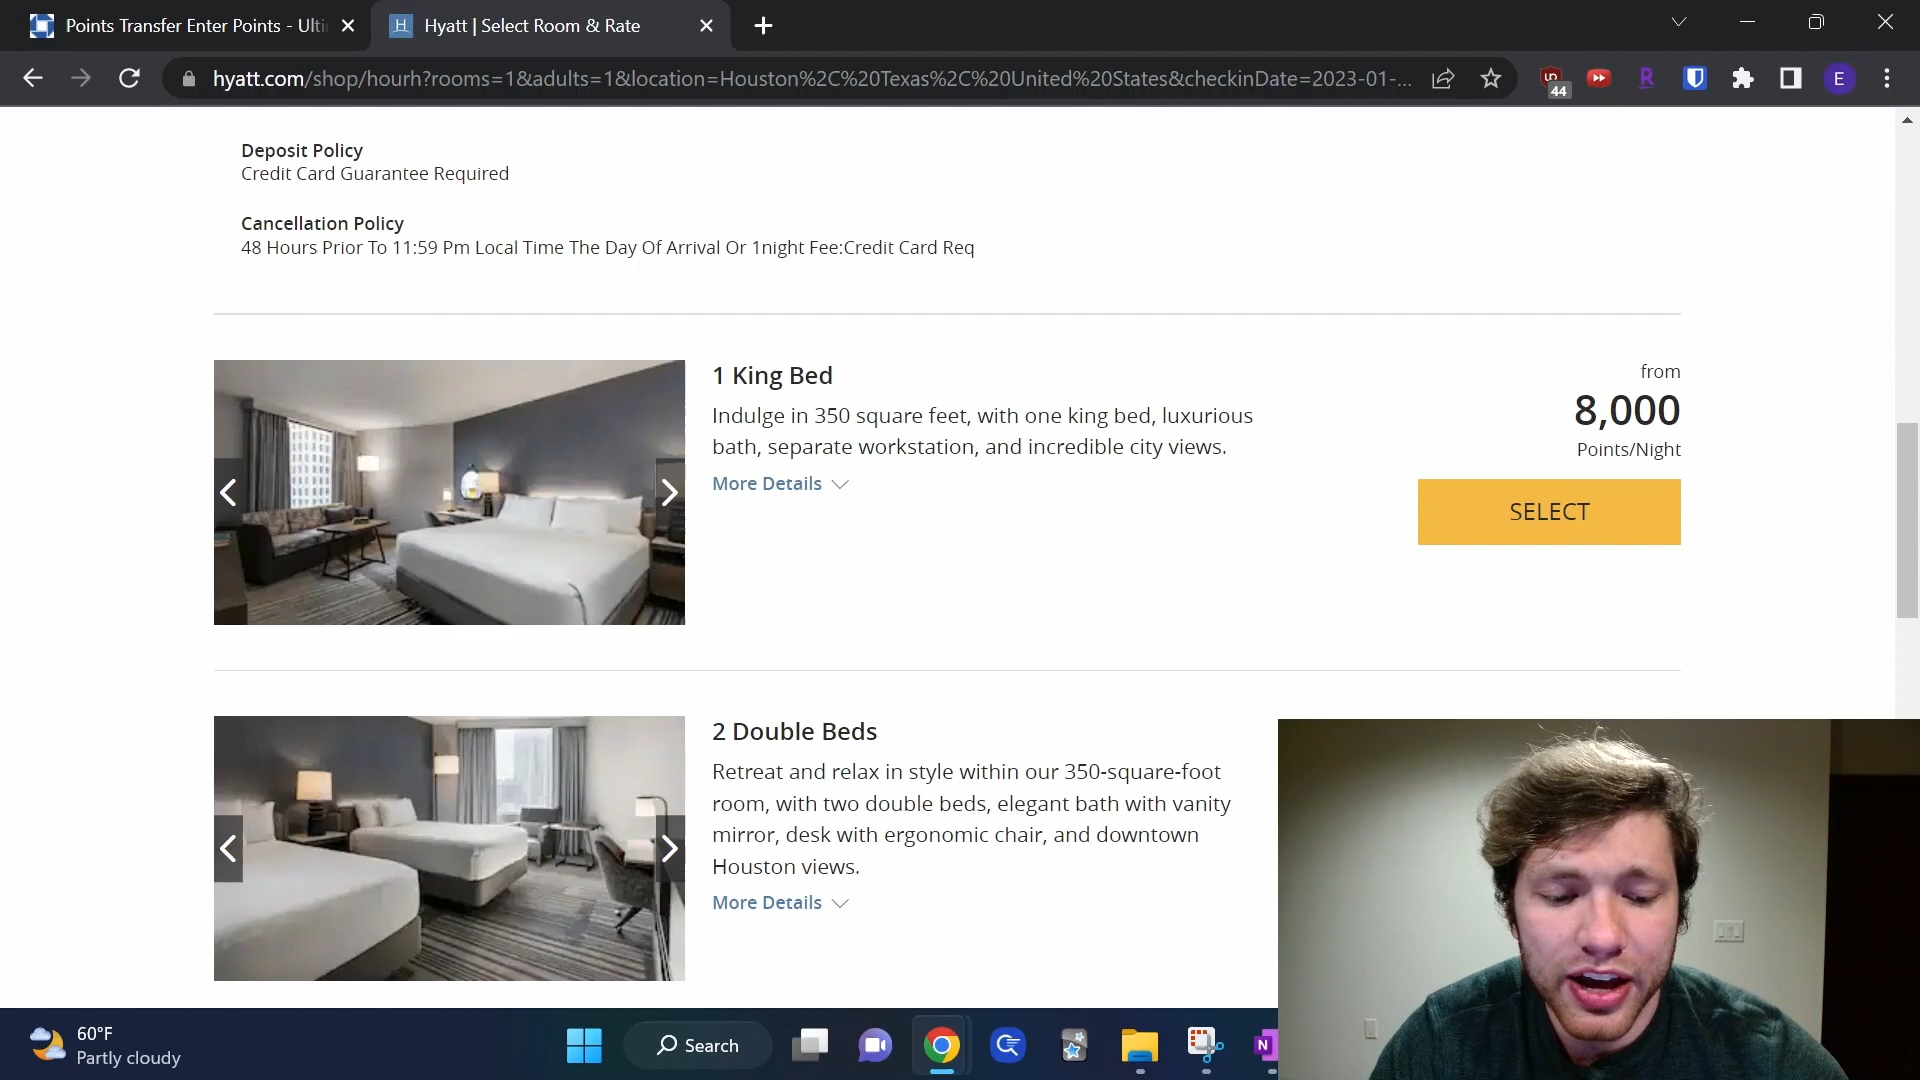 Points Transfer Enter Points - Ulti
Hyatt | Select Room & Rate
hyatt.com/shop/hourh?rooms=1&adults=1&location=Houston%2C%20Texas%2C%20United%20States&checkinDate=2023-01-...
44
E
Deposit Policy
Credit Card Guarantee Required
Cancellation Policy
48 Hours Prior To 11:59 Pm Local Time The Day Of Arrival Or 1night Fee:Credit Card Req
1 King Bed
Indulge in 350 square feet, with one king bed, luxurious
bath, separate workstation, and incredible city views.
More Details
from
8,000
Points/Night
SELECT
2 Double Beds
Retreat and relax in style within our 350-square-foot
room, with two double beds, elegant bath with vanity
mirror, desk with ergonomic chair, and downtown
Houston views.
More Details
60°F
Partly cloudy
Search
N